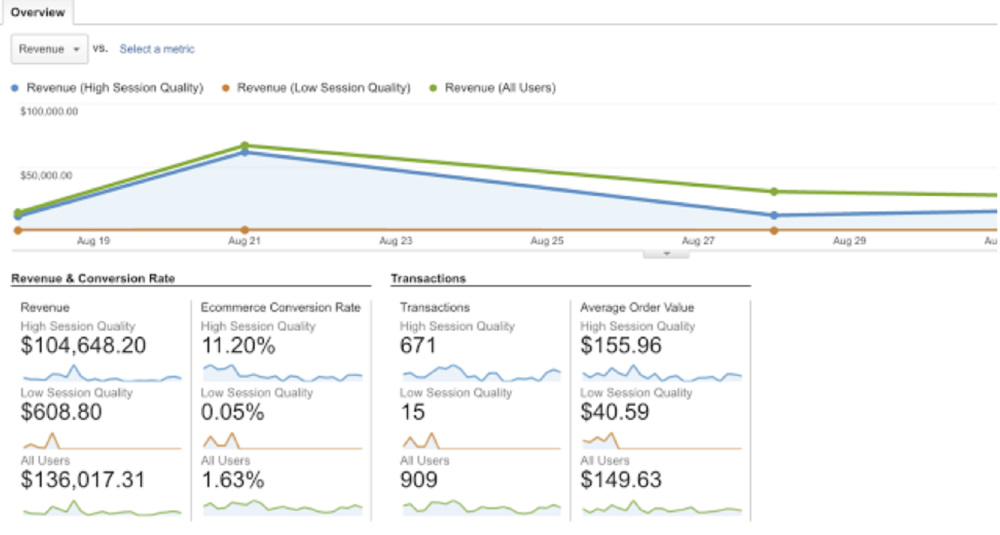 Overview
Revenue vs. Select a metric
Revenue (High Session Quality) Revenue (Low Session Quality) Revenue (All Users)
$100,000.00
$50,000.00
Aug 19 Aug 21 Aug 23 Aug 25 Aug 27 Aug 29 Au
Revenue & Conversion Rate
Revenue
High Session Quality
$104,648.20
Low Session Quality
$608.80
All Users
$136,017.31
Ecommerce Conversion Rate
High Session Quality
11.20%
Low Session Quality
0.05%
All Users
1.63%
Transactions
Transactions
High Session Quality
671
Low Session Quality
15
All Users
909
Average Order Value
High Session Quality
$155.96
Low Session Quality
$40.59
All Users
$149.63